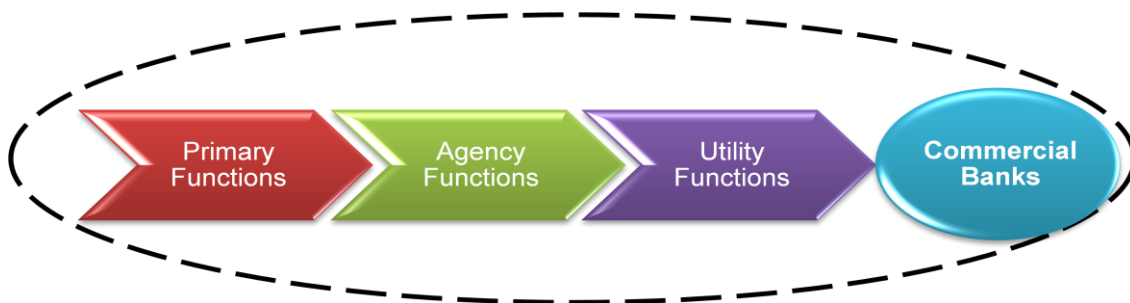 Primary
Functions
Agency
Functions
Utility
Functions
Commercial
Banks